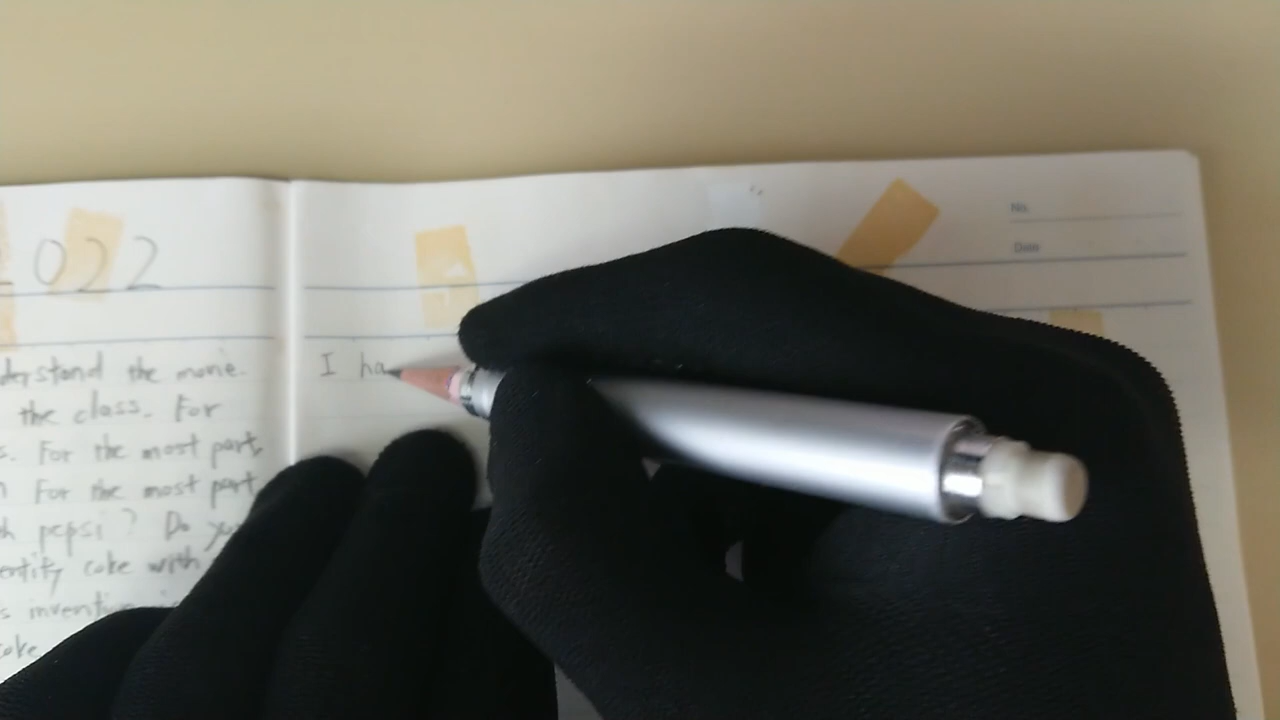 022
derstand the movie.
the class. For
s. For the most part,
n For the most part
h pepsi? Do you
entify coke with
s invention
coke
No.
Date
I ha